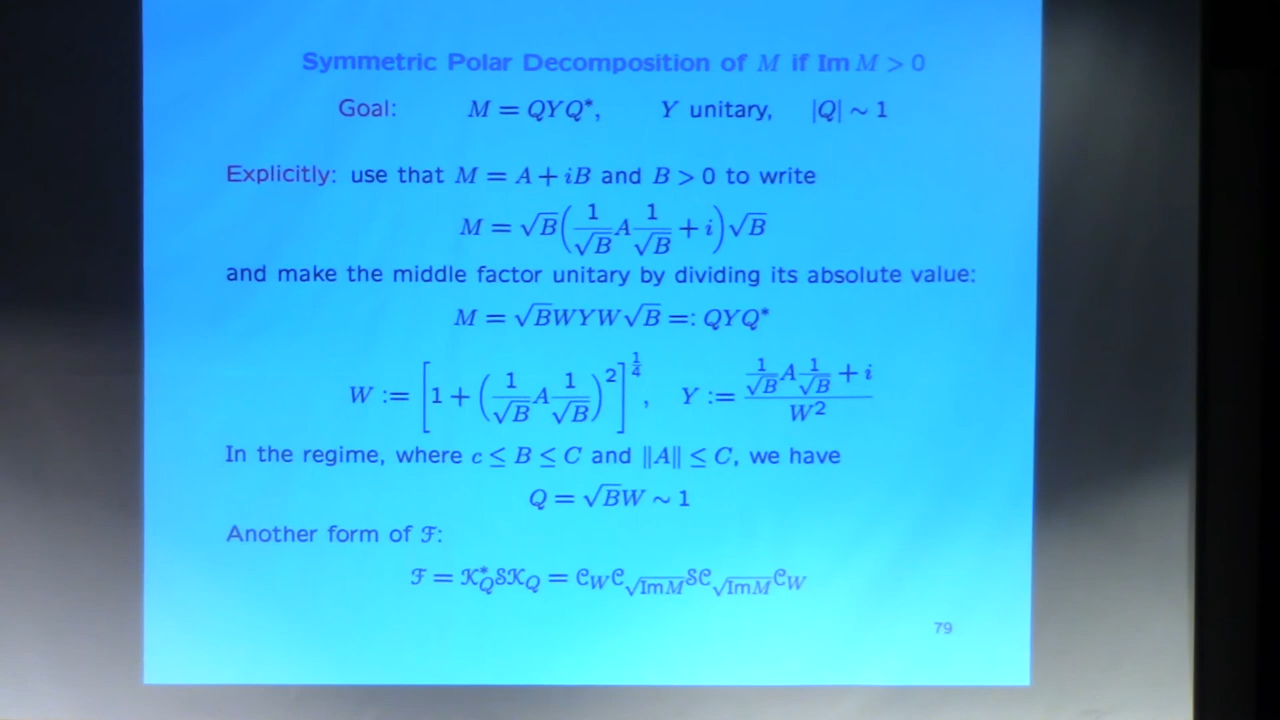 Symmetric Polar Decomposition of M if Im M > 0
Goal: M = QYQ*, Y unitary, |Q| ∼ 1
Explicitly: use that M = A + iB and B > 0 to write
M = √B(1/√B A 1/√B + i)√B
and make the middle factor unitary by dividing its absolute value:
M = √BWYW√B =: QYQ*
W := [1 + (1/√B A 1/√B)²]^{1/4}, Y := (1/√B A 1/√B + i)/W²
In the regime, where c ≤ B ≤ C and ‖A‖ ≤ C, we have
Q = √BW ∼ 1
Another form of ℱ:
ℱ = 𝒦*_Q 𝒮𝒦_Q = 𝒞_W 𝒞_{√Im M} 𝒮𝒞_{√Im M} 𝒞_W
79